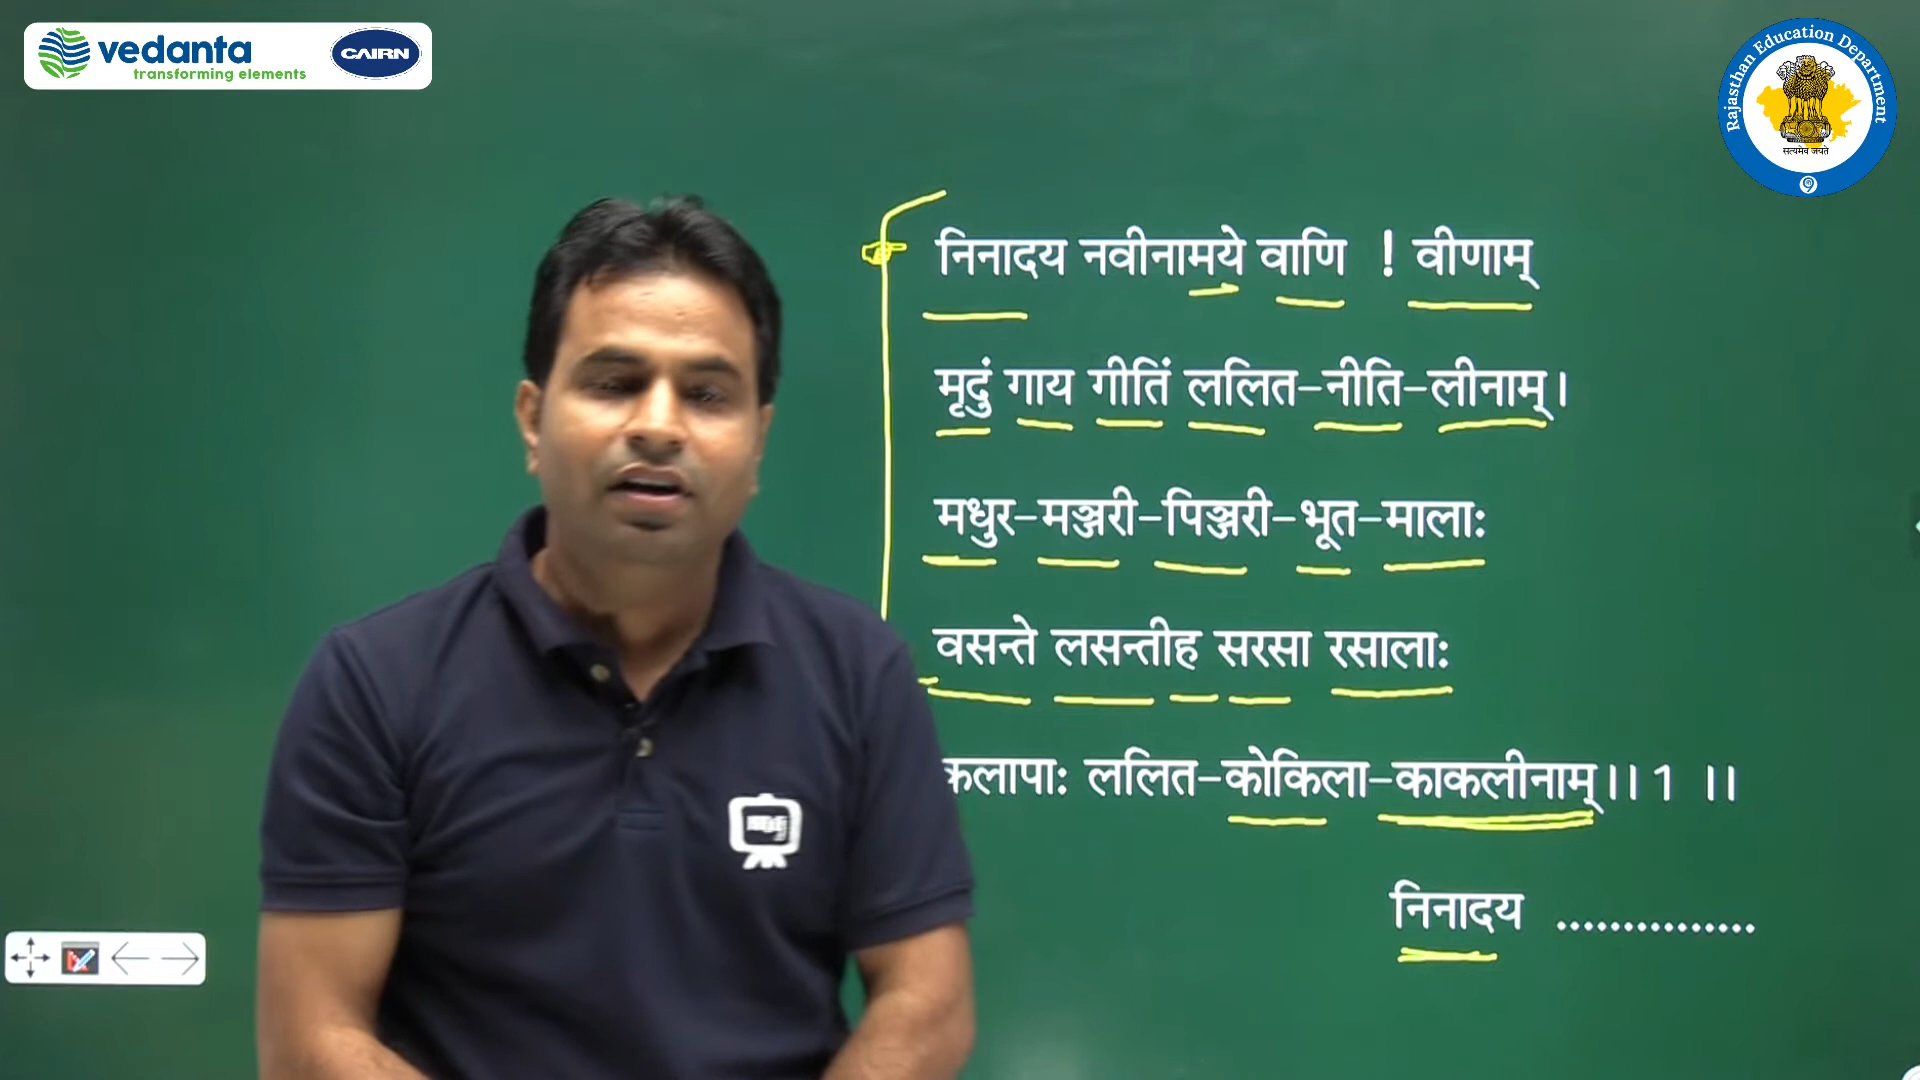 vedanta
transforming elements
CAIRN
Rajasthan Education Department
सत्यमेव जयते
निनादय नवीनामये वाणि ! वीणाम्
मृदुं गाय गीतिं ललित-नीति-लीनाम्।
मधुर-मञ्जरी-पिञ्जरी-भूत-मालाः
वसन्ते लसन्तीह सरसा रसालाः
कलापाः ललित-कोकिला-काकलीनाम्।। 1 ।।
निनादय ...............